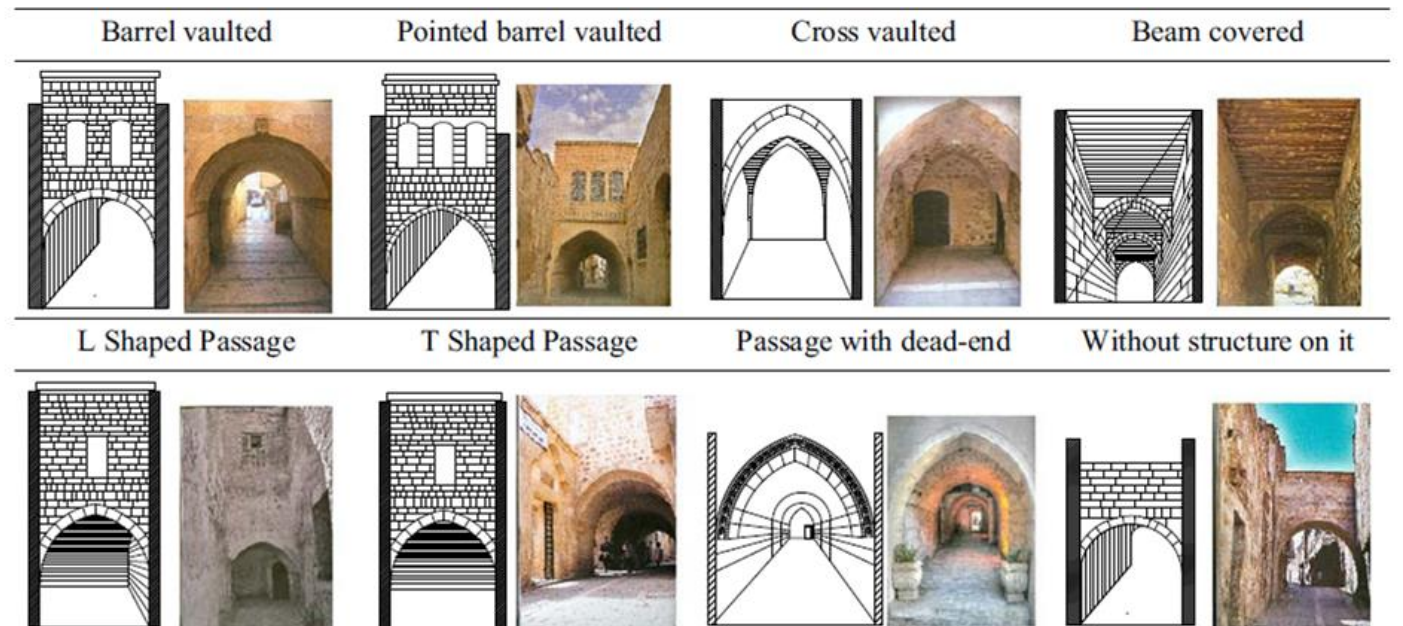 Barrel vaulted
Pointed barrel vaulted
Cross vaulted
Beam covered
L Shaped Passage
T Shaped Passage
Passage with dead-end
Without structure on it